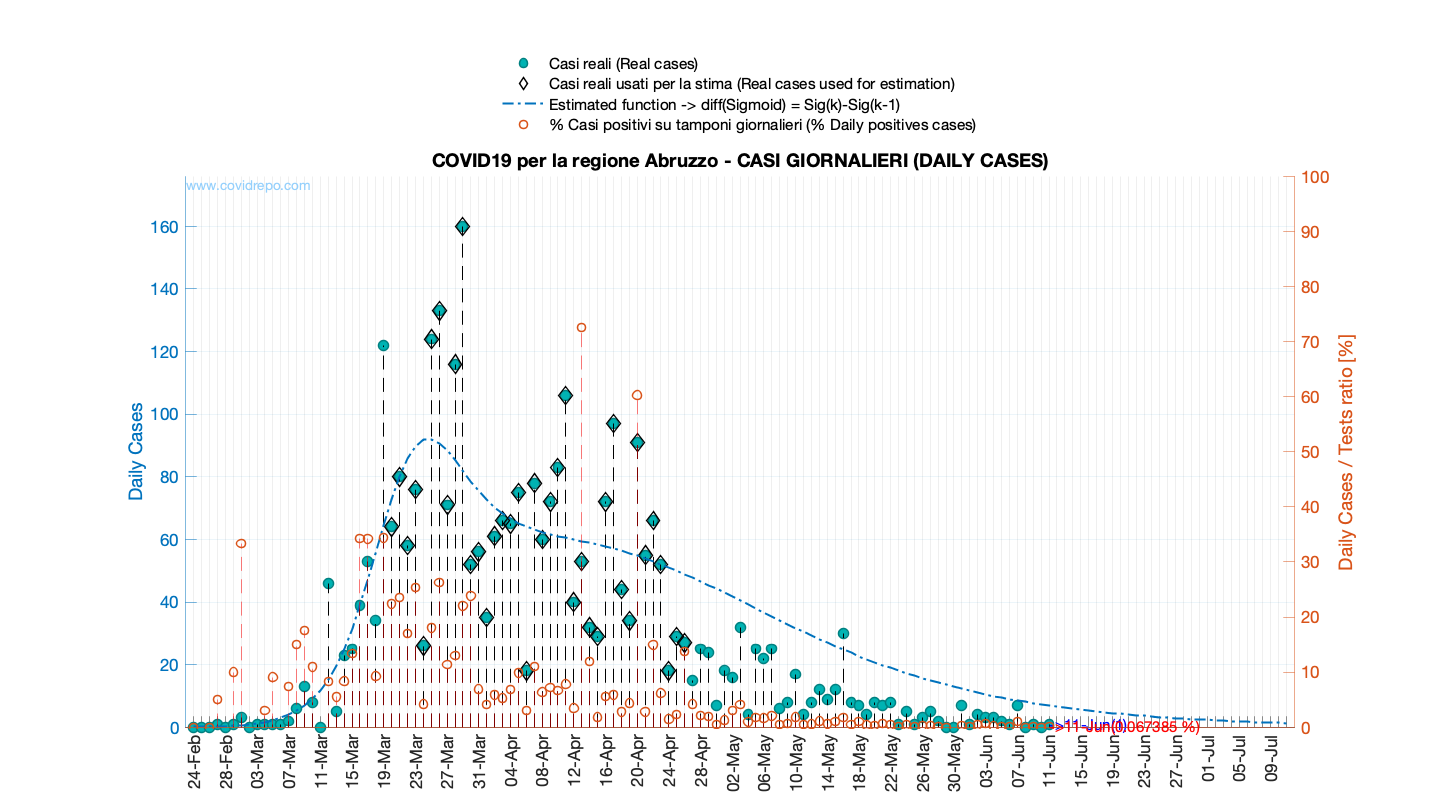 Casi reali (Real cases)
Casi reali usati per la stima (Real cases used for estimation)
Estimated function -> diff(Sigmoid) = Sig(k)-Sig(k-1)
% Casi positivi su tamponi giornalieri (% Daily positives cases)
COVID19 per la regione Abruzzo - CASI GIORNALIERI (DAILY CASES)
www.covidrepo.com
Daily Cases
160
140
120
100
80
60
40
20
0
100
90
80
70
60
50
40
30
20
10
0
Daily Cases / Tests ratio [%]
24-Feb
28-Feb
03-Mar
07-Mar
11-Mar
15-Mar
19-Mar
23-Mar
27-Mar
31-Mar
04-Apr
08-Apr
12-Apr
16-Apr
20-Apr
24-Apr
28-Apr
02-May
06-May
10-May
14-May
18-May
22-May
26-May
30-May
03-Jun
07-Jun
11-Jun
15-Jun
19-Jun
23-Jun
27-Jun
01-Jul
05-Jul
09-Jul